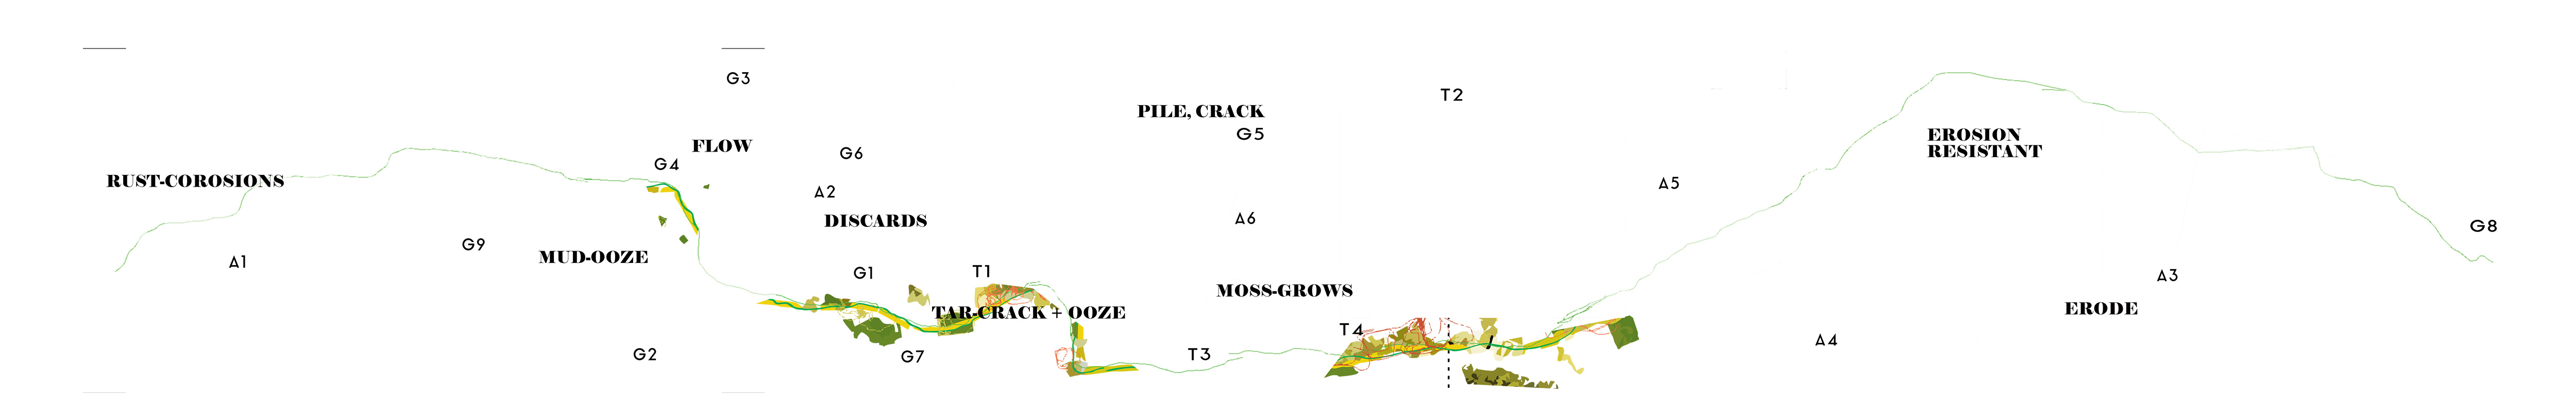 G3
T2
PILE, CRACK
G5
EROSION
RESISTANT
FLOW
G6
G4
RUST-COROSIONS
A5
A2
DISCARDS
A6
G8
G9
MUD-OOZE
A1
G1
T1
A3
MOSS-GROWS
ERODE
TAR-CRACK + OOZE
T4
A4
G2
G7
T3